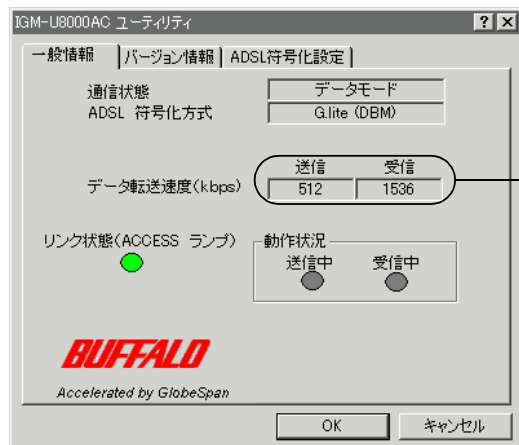 IGM-U8000AC ユーティリティ
一般情報 バージョン情報 ADSL符号化設定
通信状態 データモード
ADSL 符号化方式 G.lite (DBM)
送信 受信
データ転送速度(kbps) 512 1536
リンク状態(ACCESS ランプ) 動作状況
送信中 受信中
BUFFALO
Accelerated by GlobeSpan
OK キャンセル